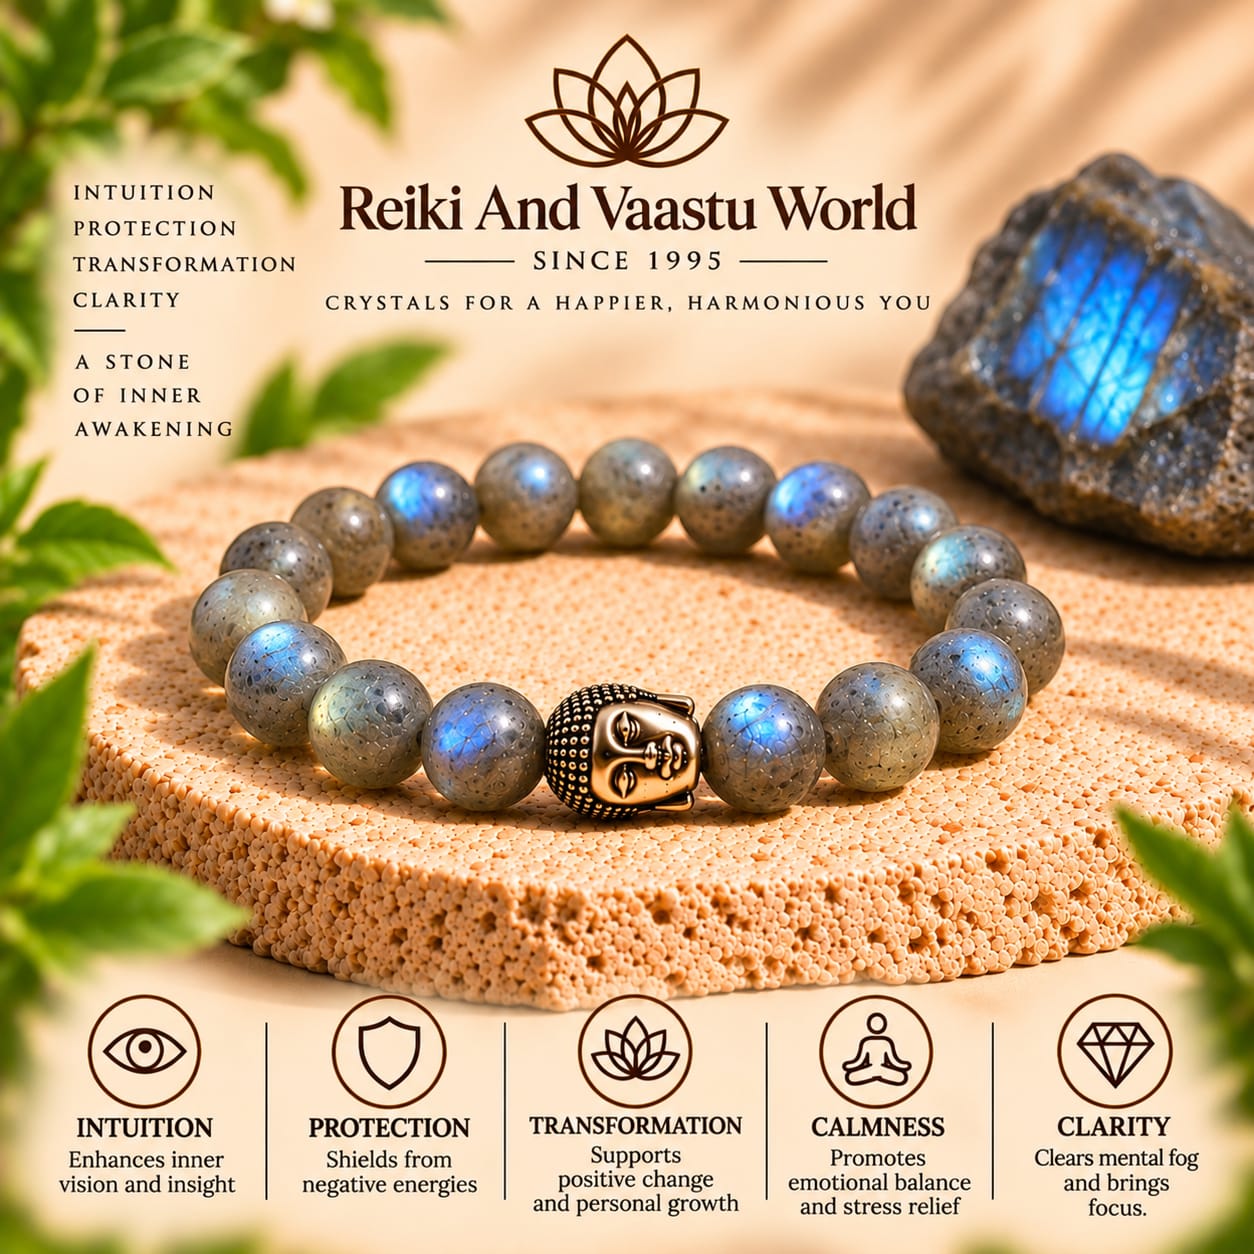 Reiki And Vaastu World
SINCE 1995
CRYSTALS FOR A HAPPIER, HARMONIOUS YOU
INTUITION
PROTECTION
TRANSFORMATION
CLARITY
A STONE
OF INNER
AWAKENING
INTUITION
Enhances inner
vision and insight
PROTECTION
Shields from
negative energies
TRANSFORMATION
Supports
positive change
and personal growth
CALMNESS
Promotes
emotional balance
and stress relief
CLARITY
Clears mental fog
and brings
focus.